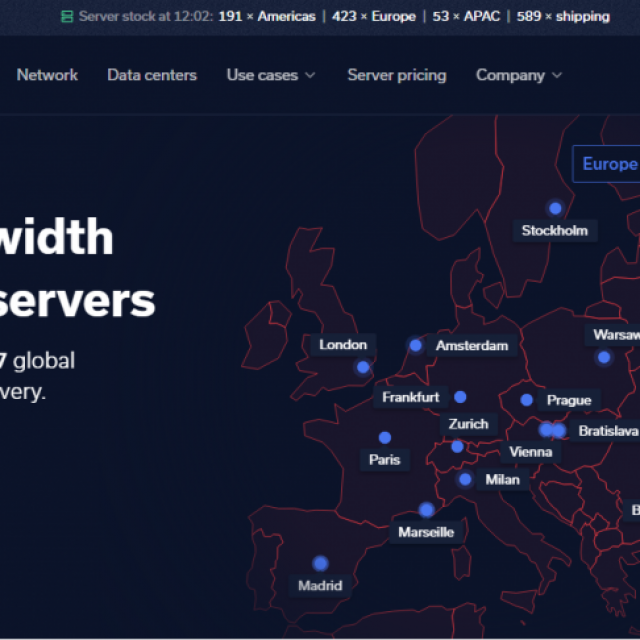 Server stock at 12:02: 191 × Americas | 423 × Europe | 53 × APAC | 589 × shipping
Network Data centers Use cases Server pricing Company
Europe
width
servers
7 global
very.
Stockholm
London
Amsterdam
Warsaw
Frankfurt
Prague
Zurich
Bratislava
Vienna
Paris
Milan
Marseille
Madrid